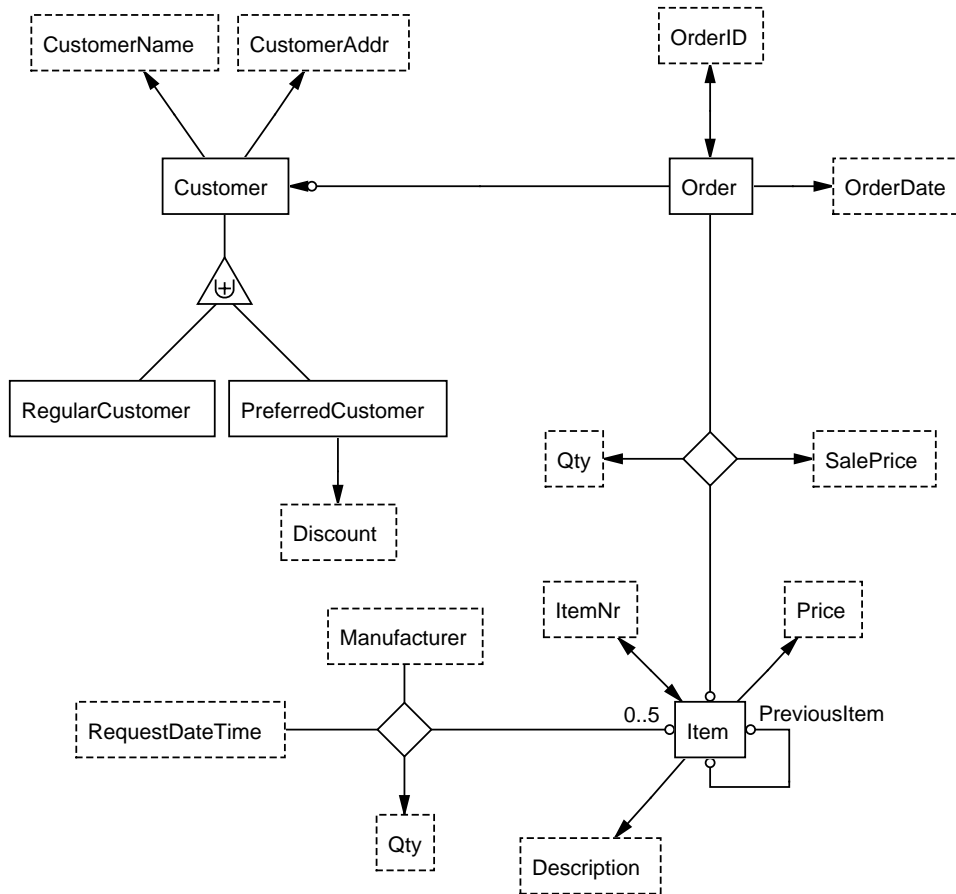 CustomerName
CustomerAddr
OrderID
Customer
Order
OrderDate
RegularCustomer
PreferredCustomer
Qty
SalePrice
Discount
ItemNr
Price
Manufacturer
RequestDateTime
0..5
Item
PreviousItem
Qty
Description